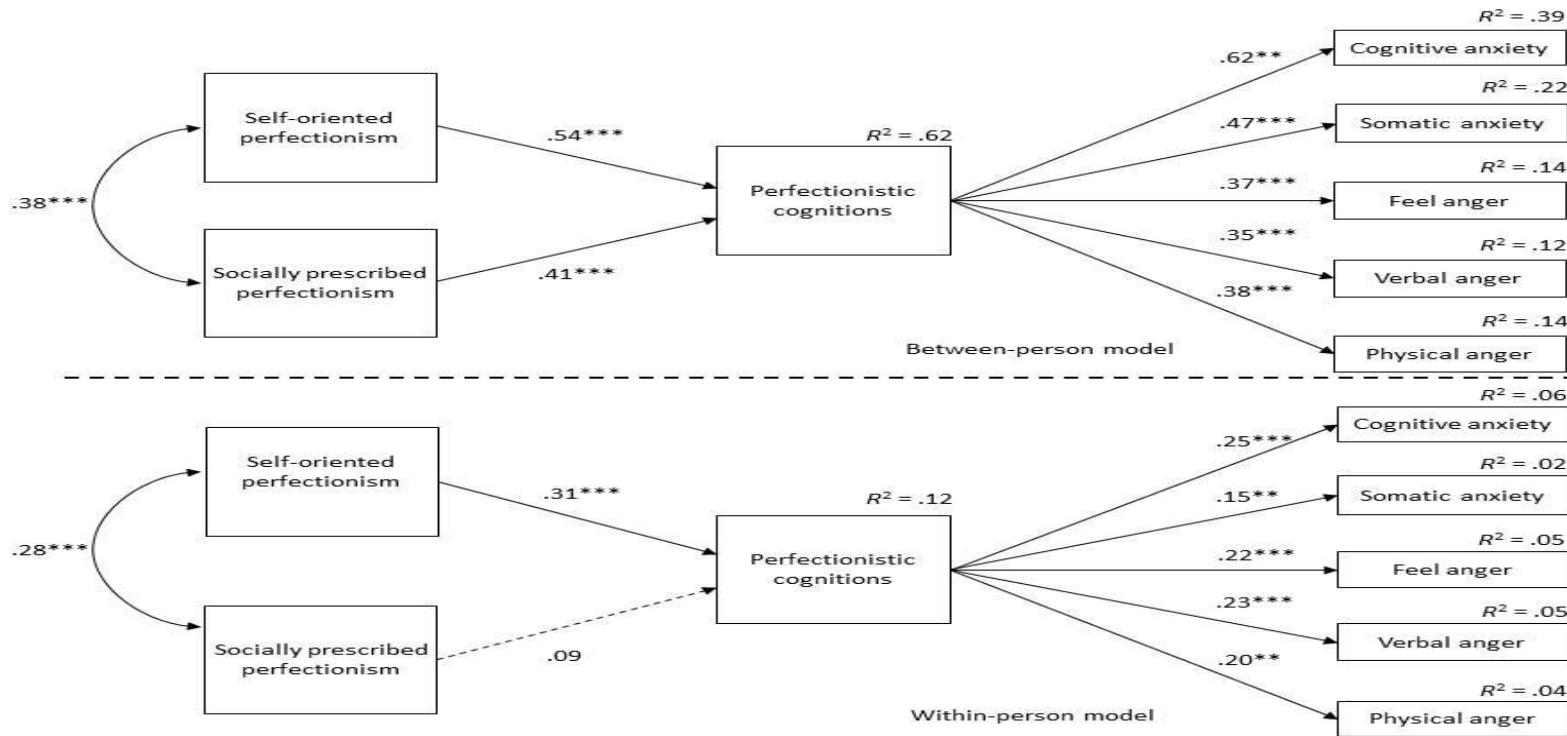 R² = .39
Cognitive anxiety
.62**
R² = .22
Self-oriented
perfectionism
.54***
.47***
Somatic anxiety
R² = .62
R² = .14
.38***
Perfectionistic
cognitions
.37***
Feel anger
.35***
R² = .12
Socially prescribed
perfectionism
.41***
Verbal anger
.38***
R² = .14
Between-person model
Physical anger
R² = .06
Cognitive anxiety
.25***
Self-oriented
perfectionism
R² = .02
.31***
R² = .12
.15**
Somatic anxiety
.28***
R² = .05
Perfectionistic
cognitions
.22***
Feel anger
.23***
R² = .05
Socially prescribed
perfectionism
.09
Verbal anger
.20**
R² = .04
Within-person model
Physical anger